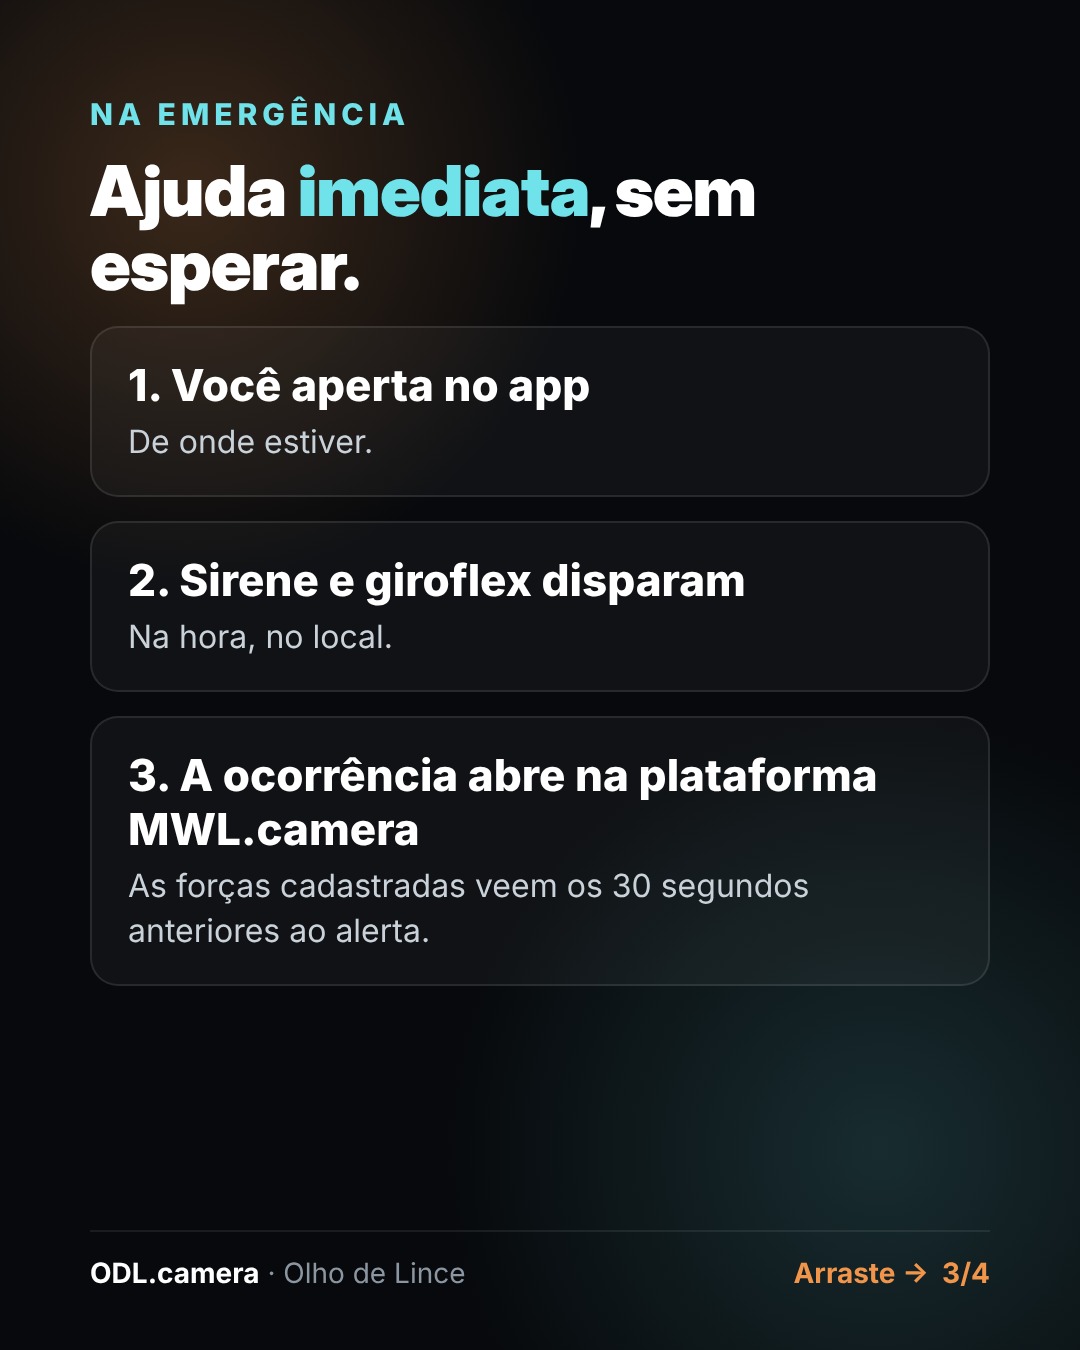 NA EMERGÊNCIA
Ajuda imediata, sem
esperar.
1. Você aperta no app
De onde estiver.
2. Sirene e giroflex disparam
Na hora, no local.
3. A ocorrência abre na plataforma
MWL.camera
As forças cadastradas veem os 30 segundos
anteriores ao alerta.
ODL.camera · Olho de Lince
Arraste → 3/4